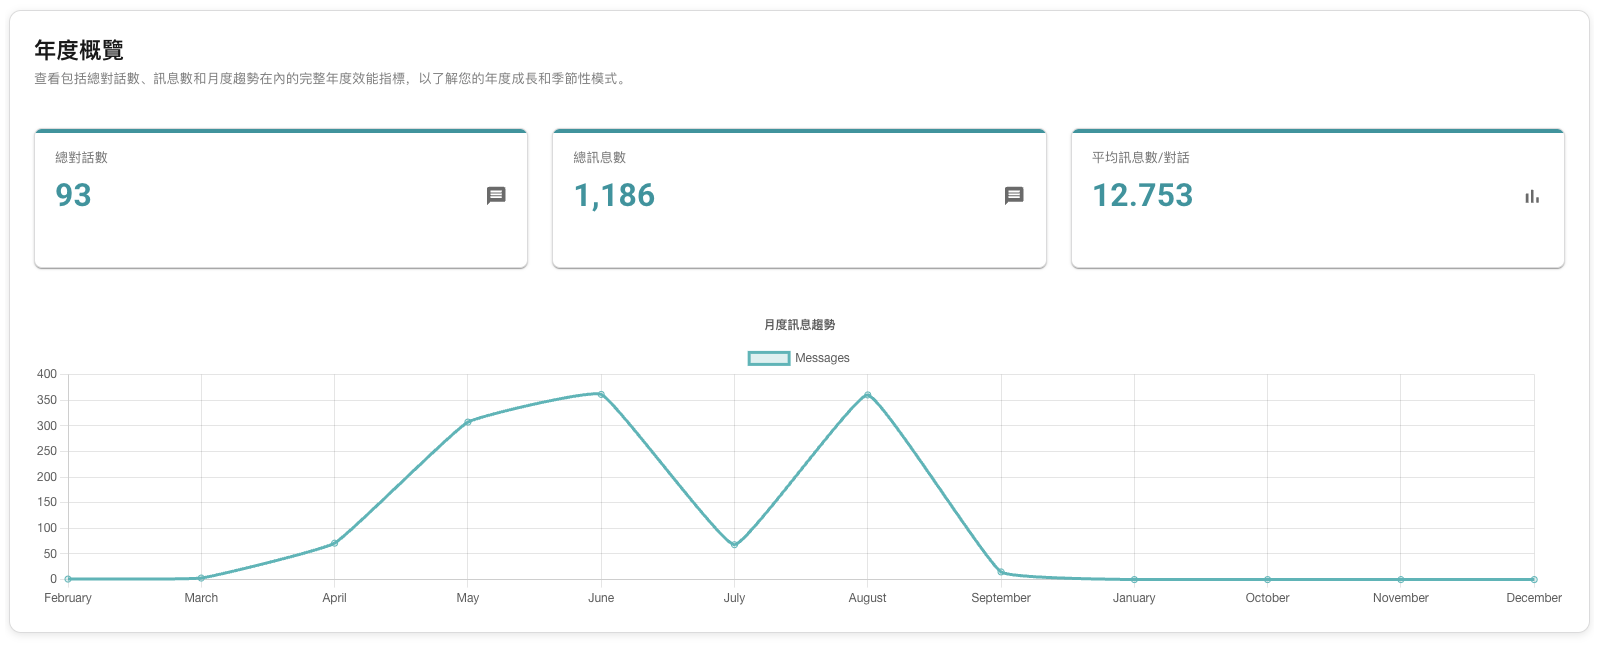 年度概覽
查看包括總對話數、訊息數和月度趨勢在內的完整年度效能指標，以了解您的年度成長和季節性模式。
總對話數
93
總訊息數
1,186
平均訊息數/對話
12.753
月度訊息趨勢
Messages
400
350
300
250
200
150
100
50
0
February March April May June July August September January October November December